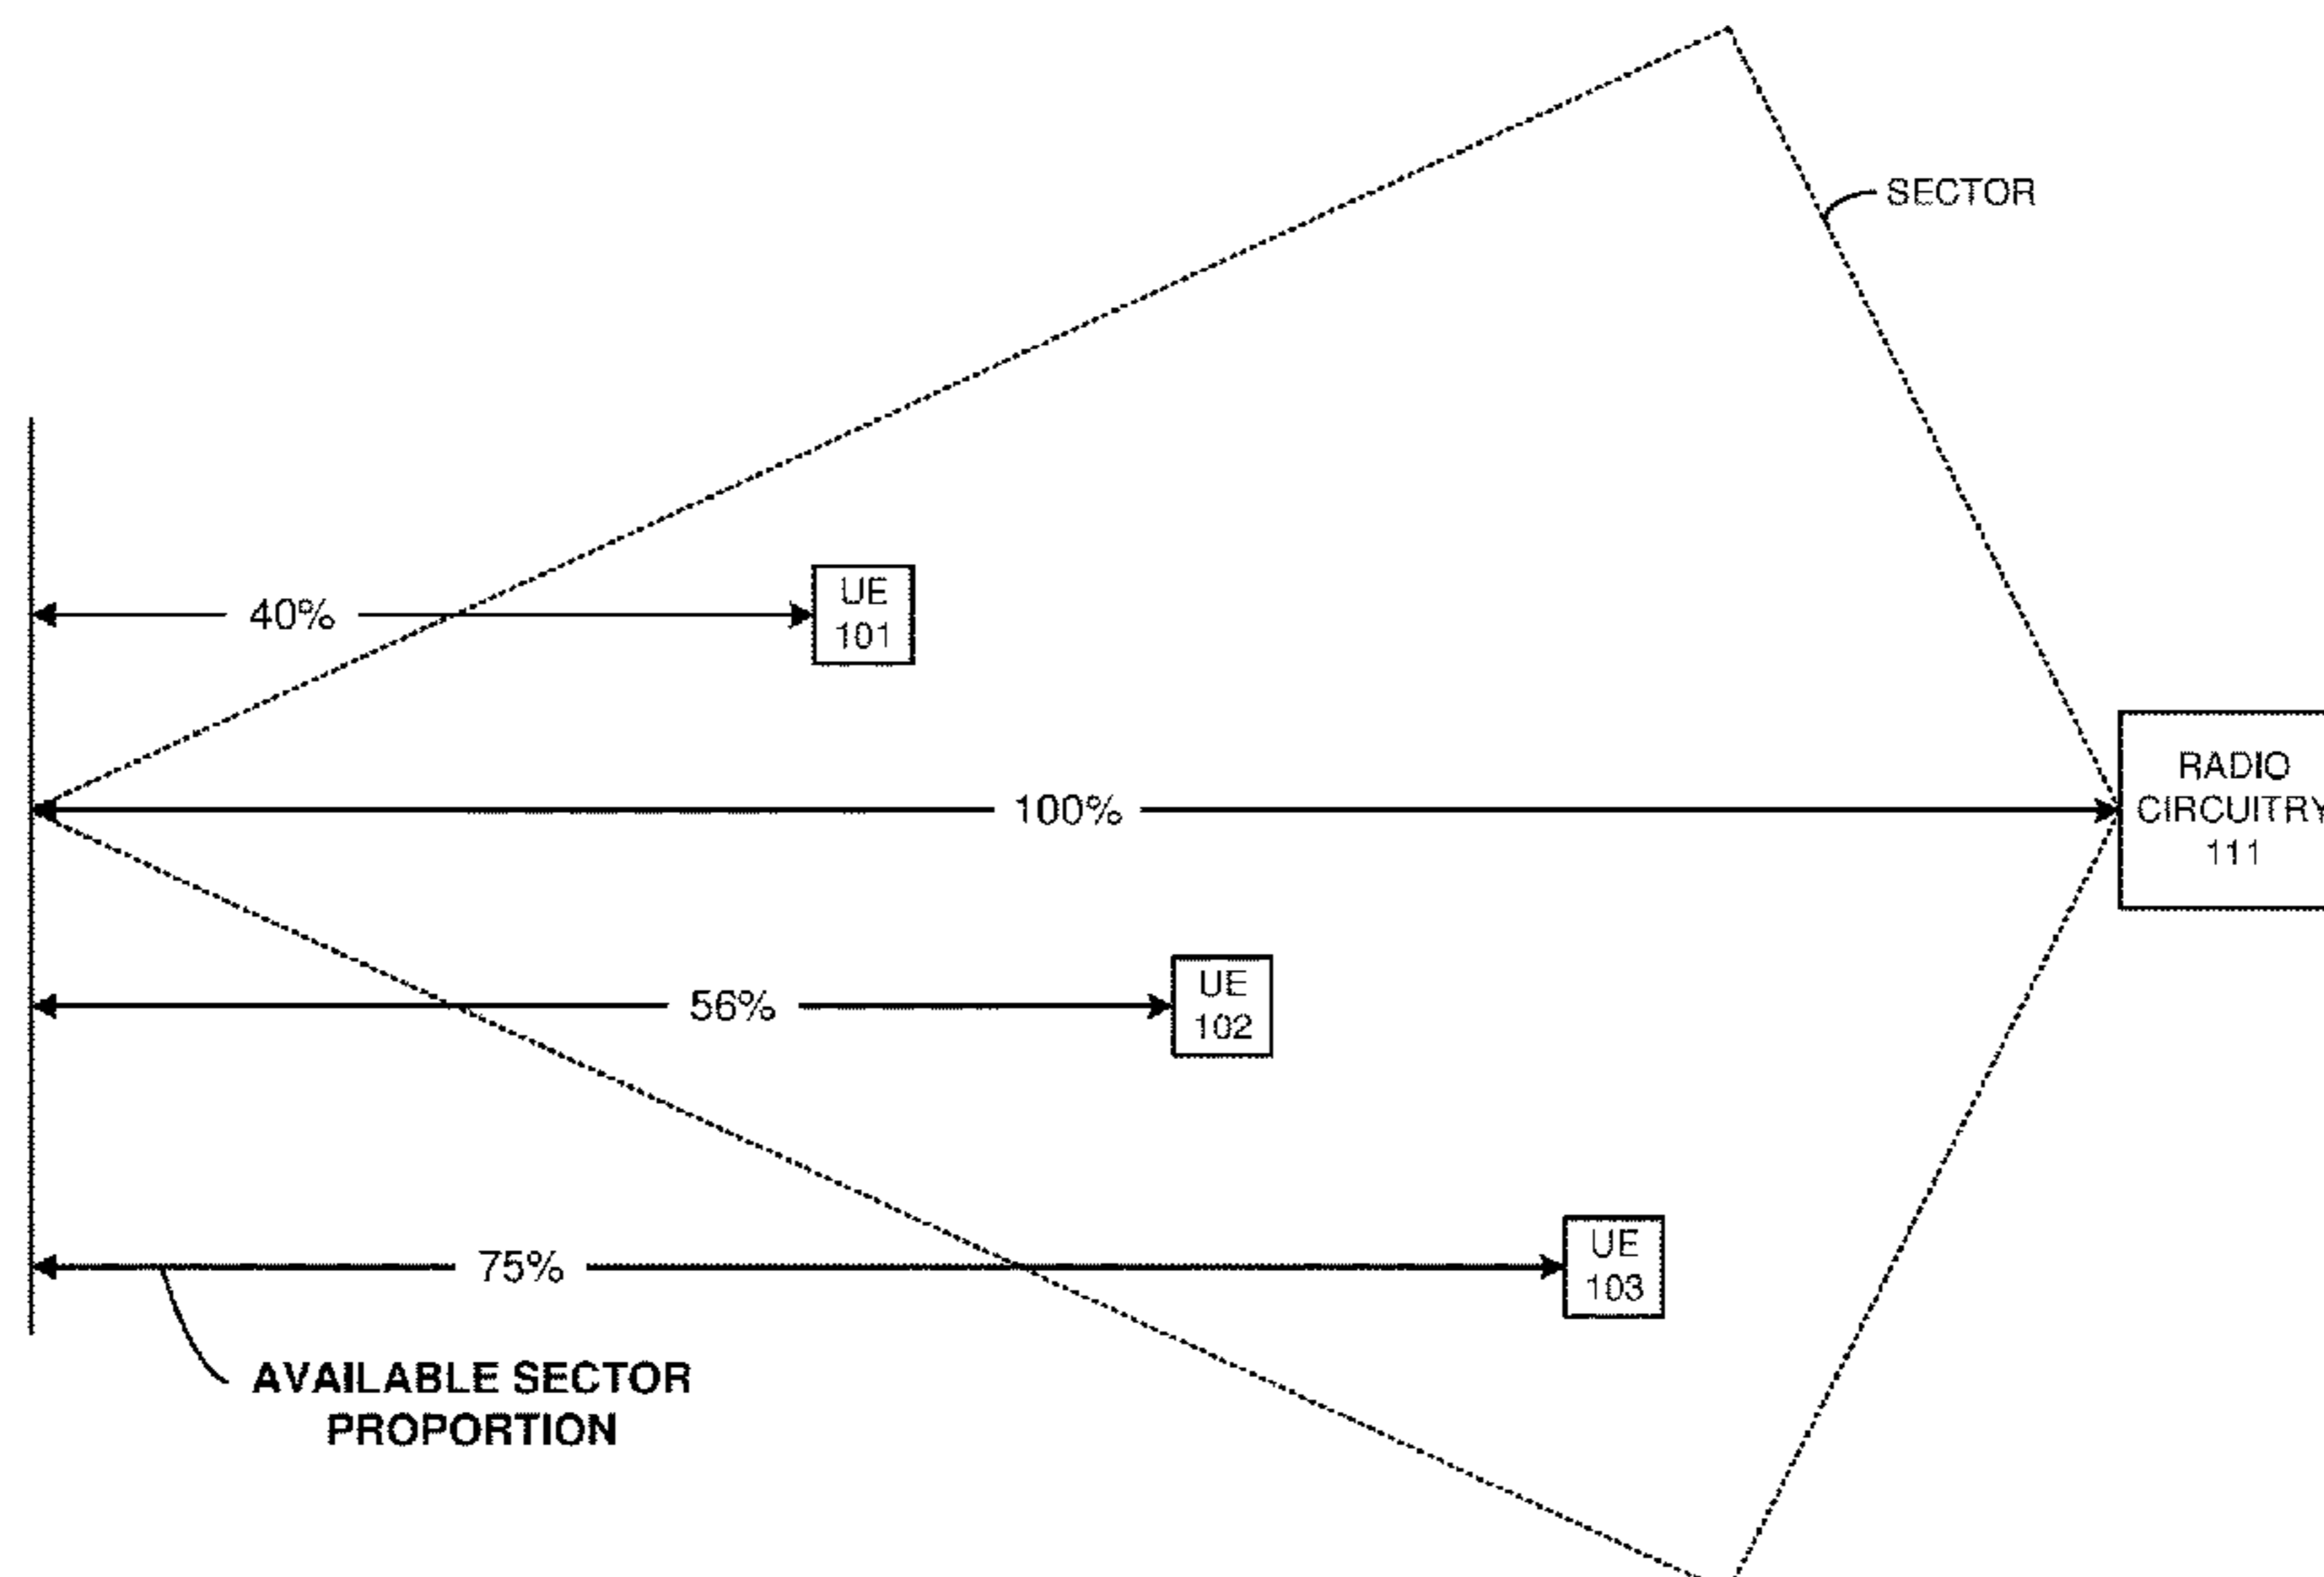 SECTOR
40%
UE
101
100%
RADIO
CIRCUITRY
111
56%
UE
102
75%
UE
103
AVAILABLE SECTOR
PROPORTION